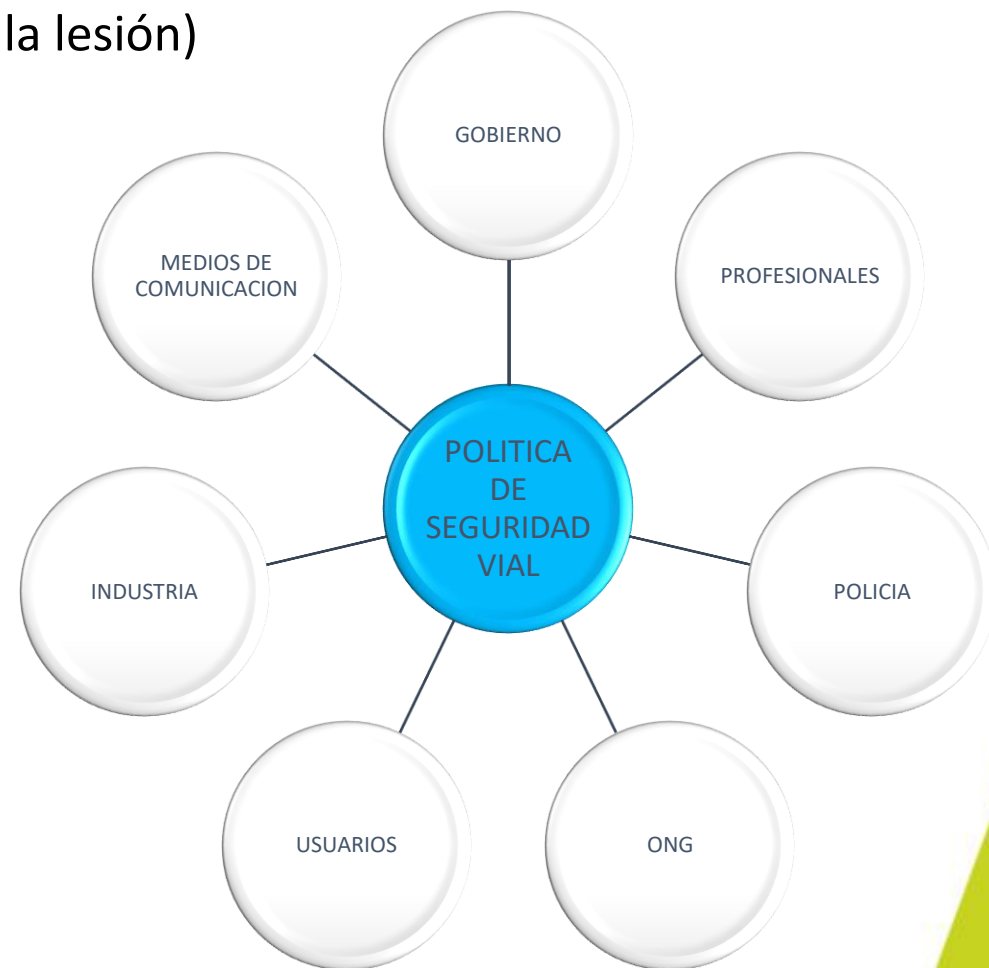 la lesión)
GOBIERNO
MEDIOS DE
COMUNICACION
PROFESIONALES
POLITICA
DE
SEGURIDAD
VIAL
INDUSTRIA
POLICIA
USUARIOS
ONG